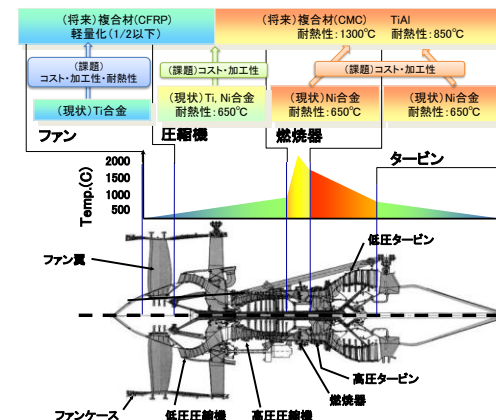 (将来)複合材(CFRP)
軽量化(1/2以下)
(将来)複合材(CMC) TiAl
耐熱性:1300℃ 耐熱性:850℃
(課題)
コスト・加工性・耐熱性
(課題)コスト・加工性
(課題)コスト・加工性
(現状)Ti合金
(現状)Ti, Ni合金
耐熱性:650℃
(現状)Ni合金
耐熱性:650℃
(現状)Ni合金
耐熱性:650℃
ファン
圧縮機
燃焼器
タービン
Temp.(C)
2000
1500
1000
500
ファン翼
低圧タービン
高圧タービン
燃焼器
ファンケース
低圧圧縮機
高圧圧縮機